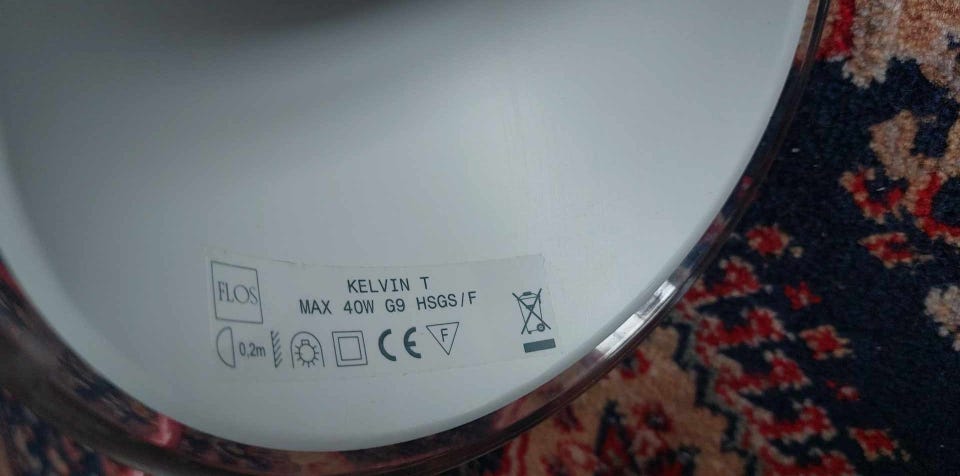 FLOS
KELVIN T
MAX 40W G9 HSGS/F
0,2m
CE
F